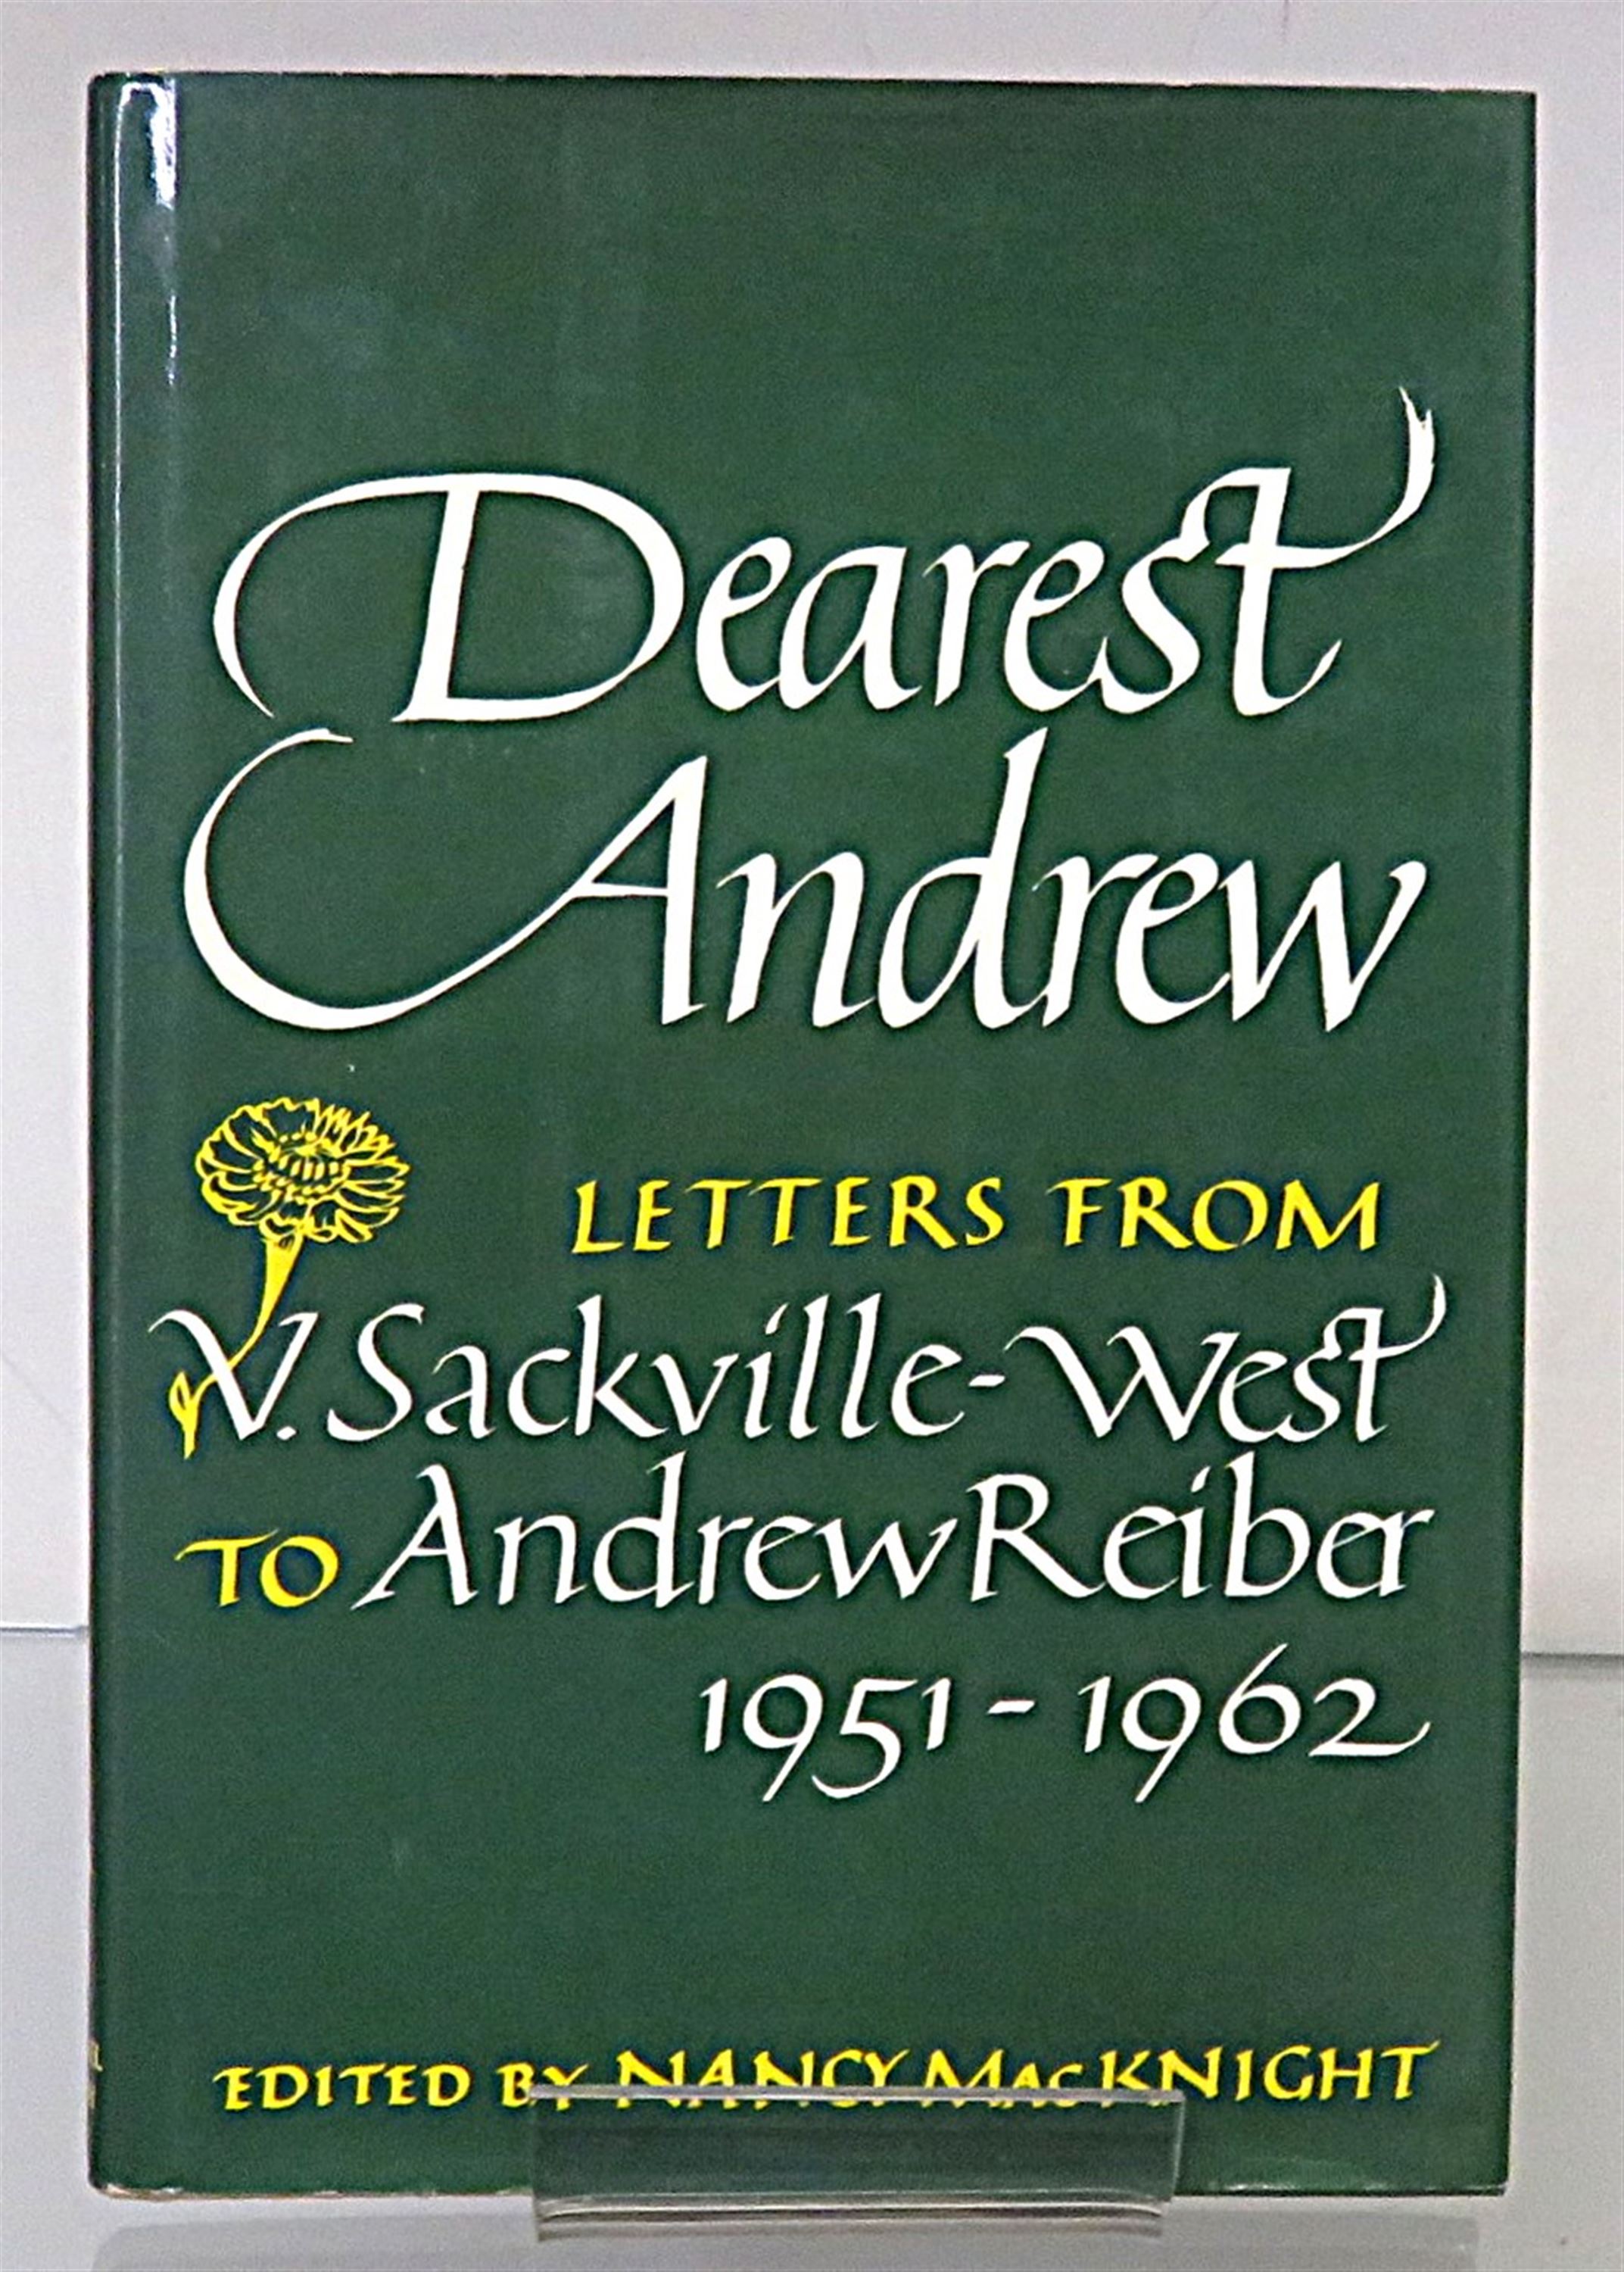 Dearest
Andrew
LETTERS FROM
V. Sackville-West
TO Andrew Reiber
1951 - 1962
EDITED BY NANCY MacKNIGHT